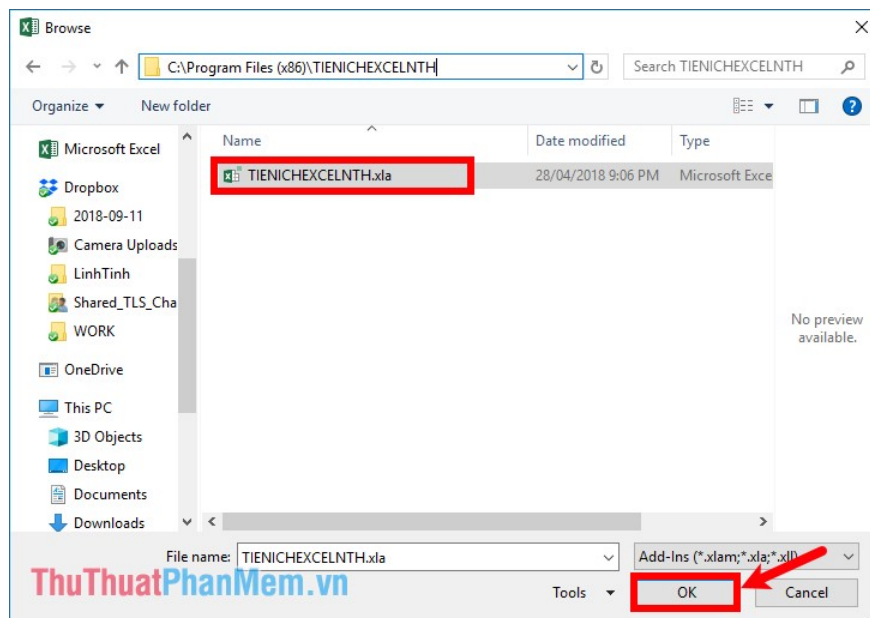 Browse
C:\Program Files (x86)\TIENICHEXCELNTH
Search TIENICHEXCELNTH
Organize
New folder
Name
Date modified
Type
TIENICHEXCELNTH.xla
28/04/2018 9:06 PM
Microsoft Exce
Microsoft Excel
Dropbox
2018-09-11
Camera Uploads
LinhTinh
Shared_TLS_Cha
WORK
OneDrive
This PC
3D Objects
Desktop
Documents
Downloads
No preview
available.
File name:
TIENICHEXCELNTH.xla
Add-Ins (*.xlam;*.xla;*.xll)
ThuThuatPhanMem.vn
Tools
OK
Cancel